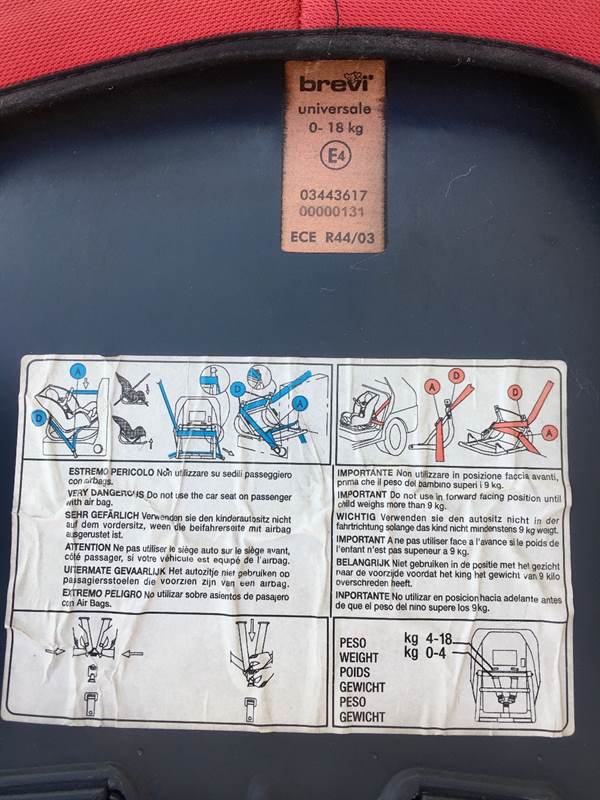 brevi
universale
0- 18 kg
E4
03443617
00000131
ECE R44/03
A
D
D
A
ESTREMO PERICOLO Non utilizzare su sedili passeggiero
con airbags.
VERY DANGEROUS Do not use the car seat on passenger
with air bag.
SEHR GEFÄRLICH Verwenden sie den kinderautositz nicht
auf dem vordersitz, wenn die beifahrerseite mit airbag
ausgerustet ist.
ATTENTION Ne pas utiliser le siège auto sur le siège avant,
côté passager, si votre véhicule est equipé de l'airbag.
UITERMATE GEVAARLIJK Het autozitje niet gebruiken op
passagiersstoelen die voorzien zijn van een airbag.
EXTREMO PELIGRO No utilizar sobre asientos de pasajero
con Air Bags.
A
D
D
A
IMPORTANTE Non utilizzare in posizione faccia avanti,
prima che il peso del bambino superi i 9 kg.
IMPORTANT Do not use in forward facing position until
child weighs more than 9 kg.
WICHTIG Verwenden sie den autositz nicht in der
fahrtrichtung solange das kind nicht mindenstens 9 kg weigt.
IMPORTANT A ne pas utiliser face a l'avance si le poids de
l'enfant n'est pas superieur a 9 kg.
BELANGRIJK Niet gebruiken in de positie met het gezicht
naar de voorzijde voordat het king het gewicht van 9 kilo
overschreden heeft.
INPORTANTE No utilizar en posicion hacia adelante antes
de que el peso del nino supere los 9kg.
PESO kg 4-18
WEIGHT kg 0-4
POIDS
GEWICHT
PESO
GEWICHT